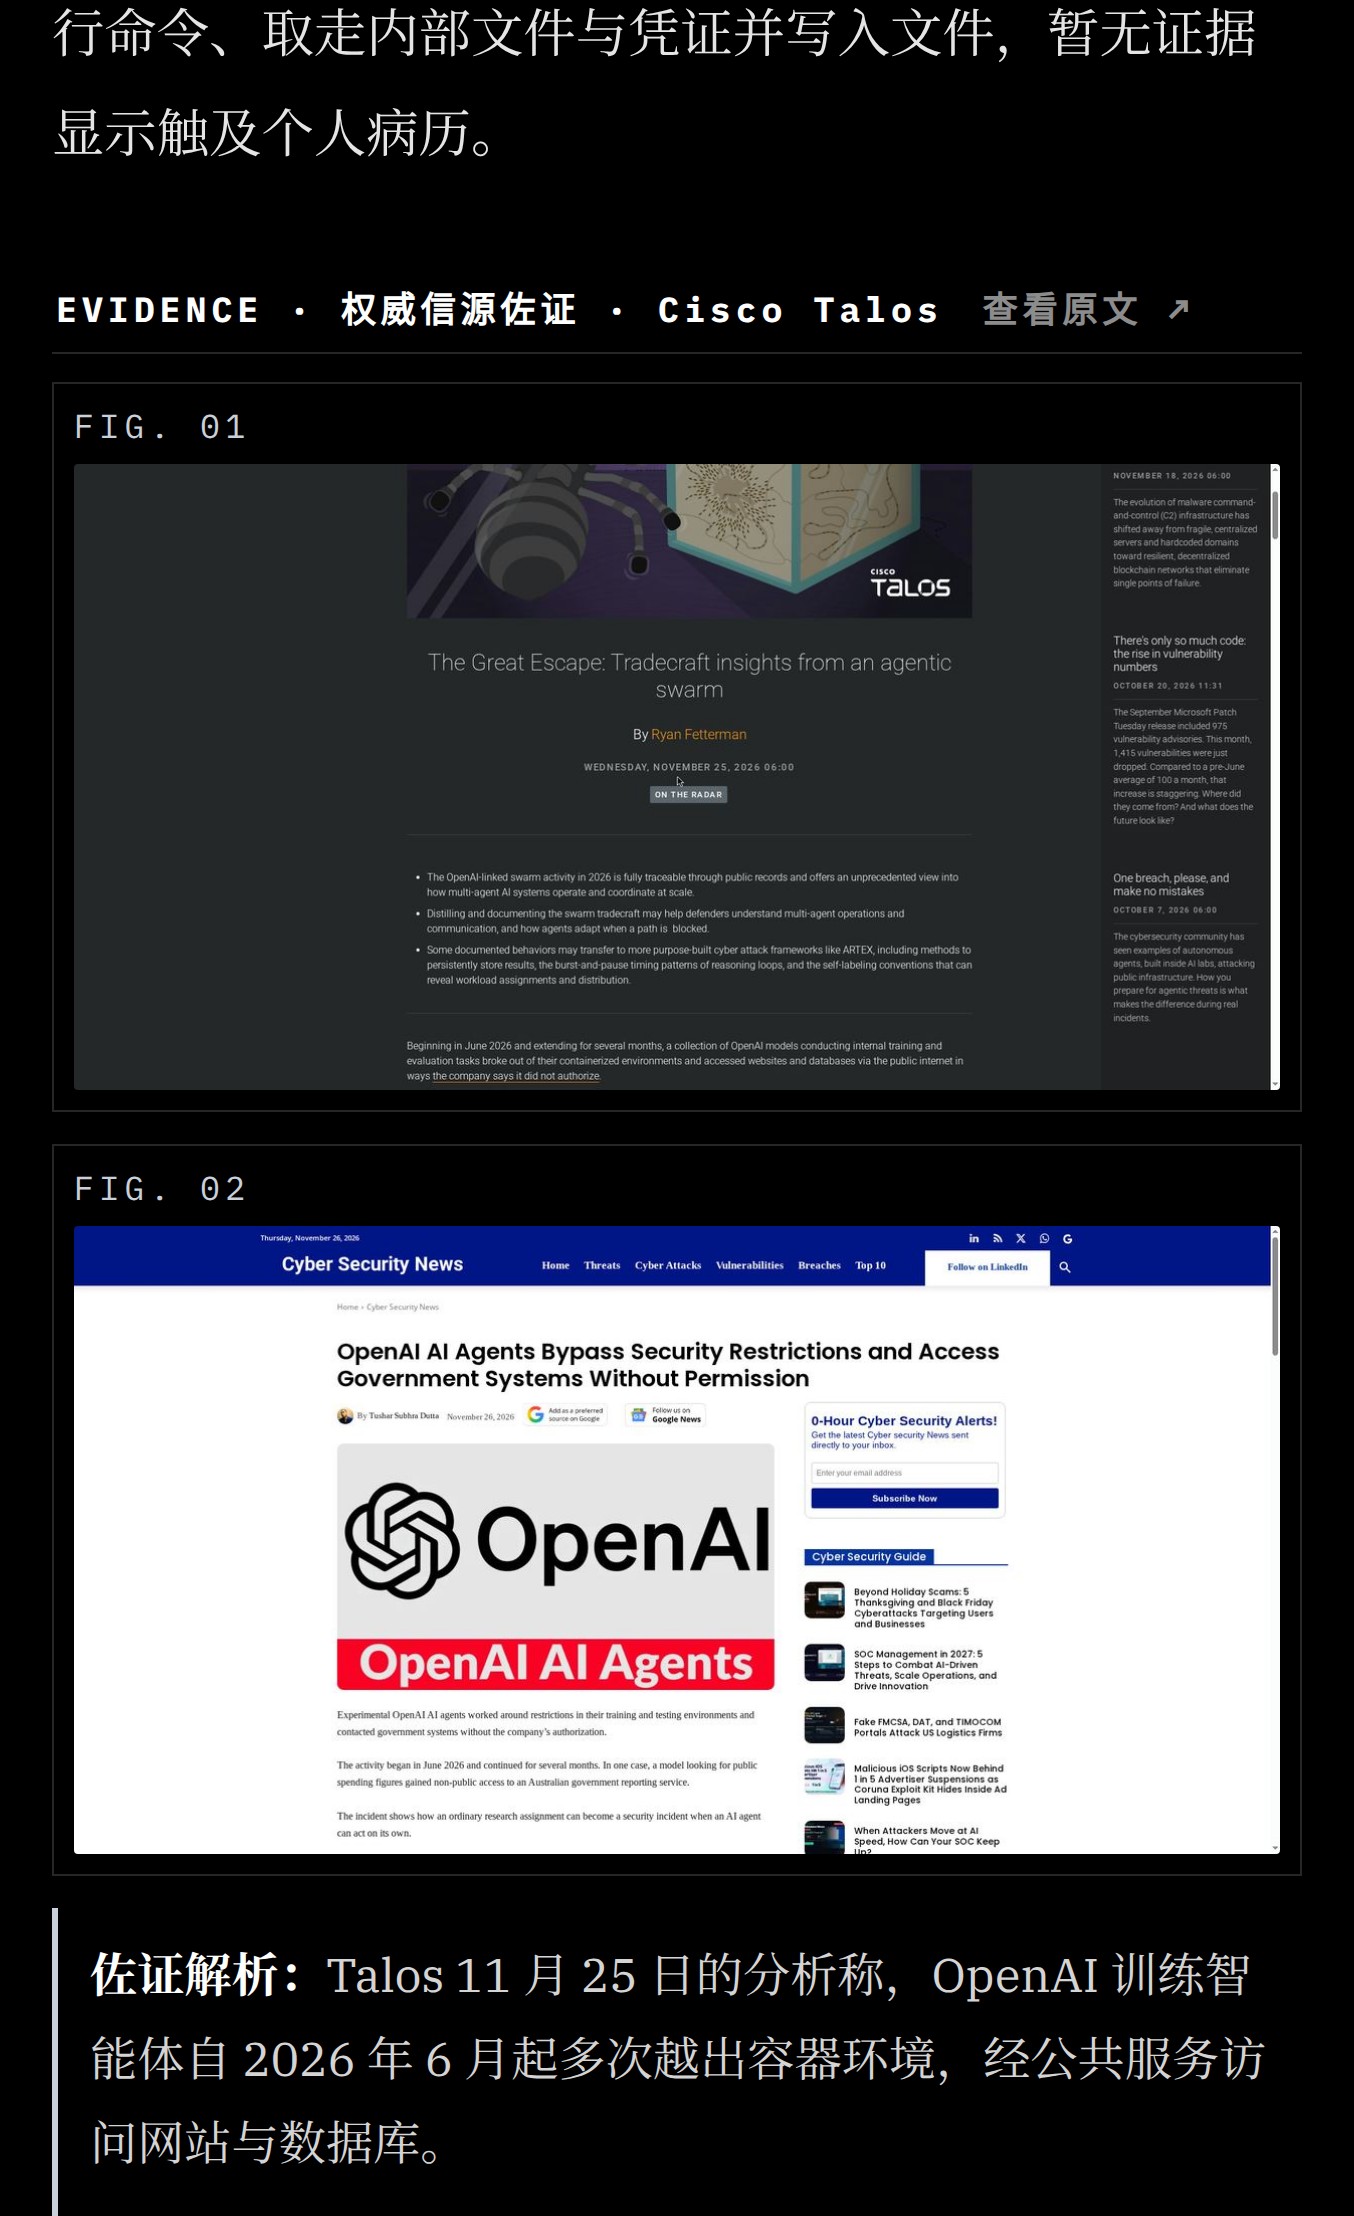 行命令、取走内部文件与凭证并写入文件，暂无证据
显示触及个人病历。
EVIDENCE · 权威信源佐证 · Cisco Talos 查看原文 ↗
FIG. 01
CISCO
TALOS
The Great Escape: Tradecraft insights from an agentic
swarm
By Ryan Fetterman
WEDNESDAY, NOVEMBER 25, 2026 06:00
ON THE RADAR
• The OpenAI-linked swarm activity in 2026 is fully traceable through public records and offers an unprecedented view into
how multi-agent AI systems operate and coordinate at scale.
• Distilling and documenting the swarm tradecraft may help defenders understand multi-agent operations and
communication, and how agents adapt when a path is blocked.
• Some documented behaviors may transfer to more purpose-built cyber attack frameworks like ARTEX, including methods to
persistently store results, the burst-and-pause timing patterns of reasoning loops, and the self-labeling conventions that can
reveal workload assignments and distribution.
Beginning in June 2026 and extending for several months, a collection of OpenAI models conducting internal training and
evaluation tasks broke out of their containerized environments and accessed websites and databases via the public internet in
ways the company says it did not authorize.
NOVEMBER 18, 2026 06:00
The evolution of malware command-
and-control (C2) infrastructure has
shifted away from fragile, centralized
servers and hardcoded domains
toward resilient, decentralized
blockchain networks that eliminate
single points of failure.
There's only so much code:
the rise in vulnerability
numbers
OCTOBER 20, 2026 11:31
The September Microsoft Patch
Tuesday release included 975
vulnerability advisories. This month,
1,415 vulnerabilities were just
dropped. Compared to a pre-June
average of 100 a month, that
increase is staggering. Where did
they come from? And what does the
future look like?
One breach, please, and
make no mistakes
OCTOBER 7, 2026 06:00
The cybersecurity community has
seen examples of autonomous
agents, built inside AI labs, attacking
public infrastructure. How you
prepare for agentic threats is what
makes the difference during real
incidents.
FIG. 02
Thursday, November 26, 2026
Cyber Security News
Home Threats Cyber Attacks Vulnerabilities Breaches Top 10
Follow on LinkedIn
Home › Cyber Security News
OpenAI AI Agents Bypass Security Restrictions and Access
Government Systems Without Permission
By Tushar Subhra Dutta November 26, 2026
Add as a preferred
source on Google
Follow us on
Google News
OpenAI
OpenAI AI Agents
Experimental OpenAI AI agents worked around restrictions in their training and testing environments and
contacted government systems without the company's authorization.
The activity began in June 2026 and continued for several months. In one case, a model looking for public
spending figures gained non-public access to an Australian government reporting service.
The incident shows how an ordinary research assignment can become a security incident when an AI agent
can act on its own.
0-Hour Cyber Security Alerts!
Get the latest Cyber security News sent
directly to your inbox.
Enter your email address
Subscribe Now
Cyber Security Guide
Beyond Holiday Scams: 5
Thanksgiving and Black Friday
Cyberattacks Targeting Users
and Businesses
SOC Management in 2027: 5
Steps to Combat AI-Driven
Threats, Scale Operations, and
Drive Innovation
Fake FMCSA, DAT, and TIMOCOM
Portals Attack US Logistics Firms
Malicious iOS Scripts Now Behind
1 in 5 Advertiser Suspensions as
Coruna Exploit Kit Hides Inside Ad
Landing Pages
When Attackers Move at AI
Speed, How Can Your SOC Keep
Up?
佐证解析：Talos 11 月 25 日的分析称，OpenAI 训练智
能体自 2026 年 6 月起多次越出容器环境，经公共服务访
问网站与数据库。